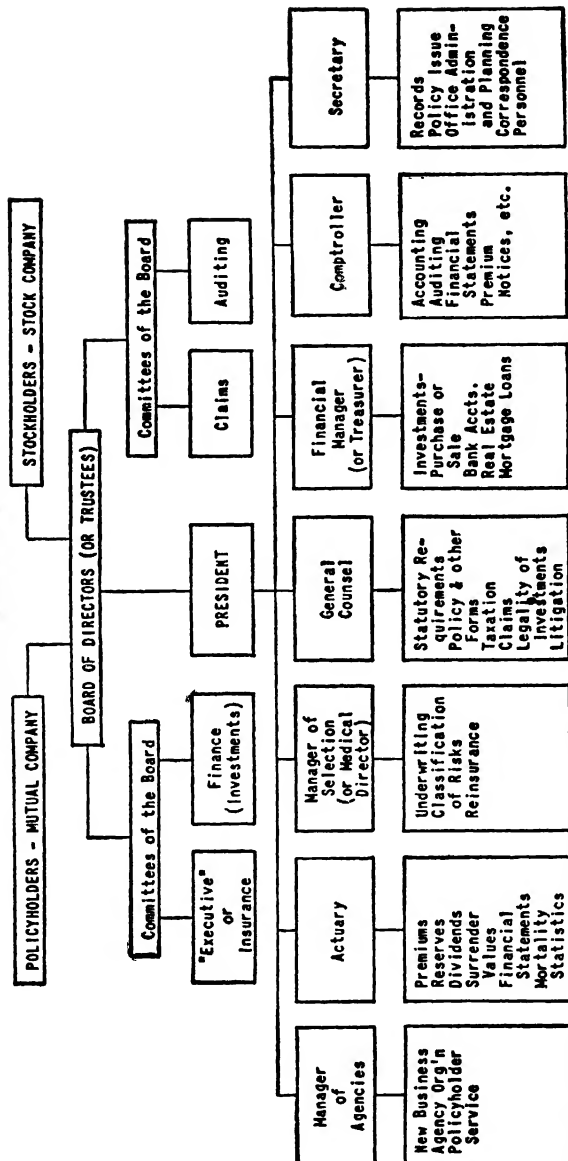 POLICYHOLDERS - MUTUAL COMPANY
STOCKHOLDERS - STOCK COMPANY
BOARD OF DIRECTORS (OR TRUSTEES)
Committees of the Board
Committees of the Board
"Executive"
or
Insurance
Finance
(Investments)
PRESIDENT
Claims
Auditing
Manager
of
Agencies
Actuary
Manager of
Selection
(or Medical
Director)
General
Counsel
Financial
Manager
(or Treasurer)
Comptroller
Secretary
New Business
Agency Org'n
Policyholder
Service
Premiums
Reserves
Dividends
Surrender
Values
Financial
Statements
Mortality
Statistics
Underwriting
Classification
of Risks
Reinsurance
Statutory Re-
quirements
Policy & other
Forms
Taxation
Claims
Legality of
Investments
Litigation
Investments-
Purchase or
Sale
Bank Accts.
Real Estate
Mortgage Loans
Accounting
Auditing
Financial
Statements
Premium
Notices, etc.
Records
Policy Issue
Office Admin-
istration
and Planning
Correspondence
Personnel